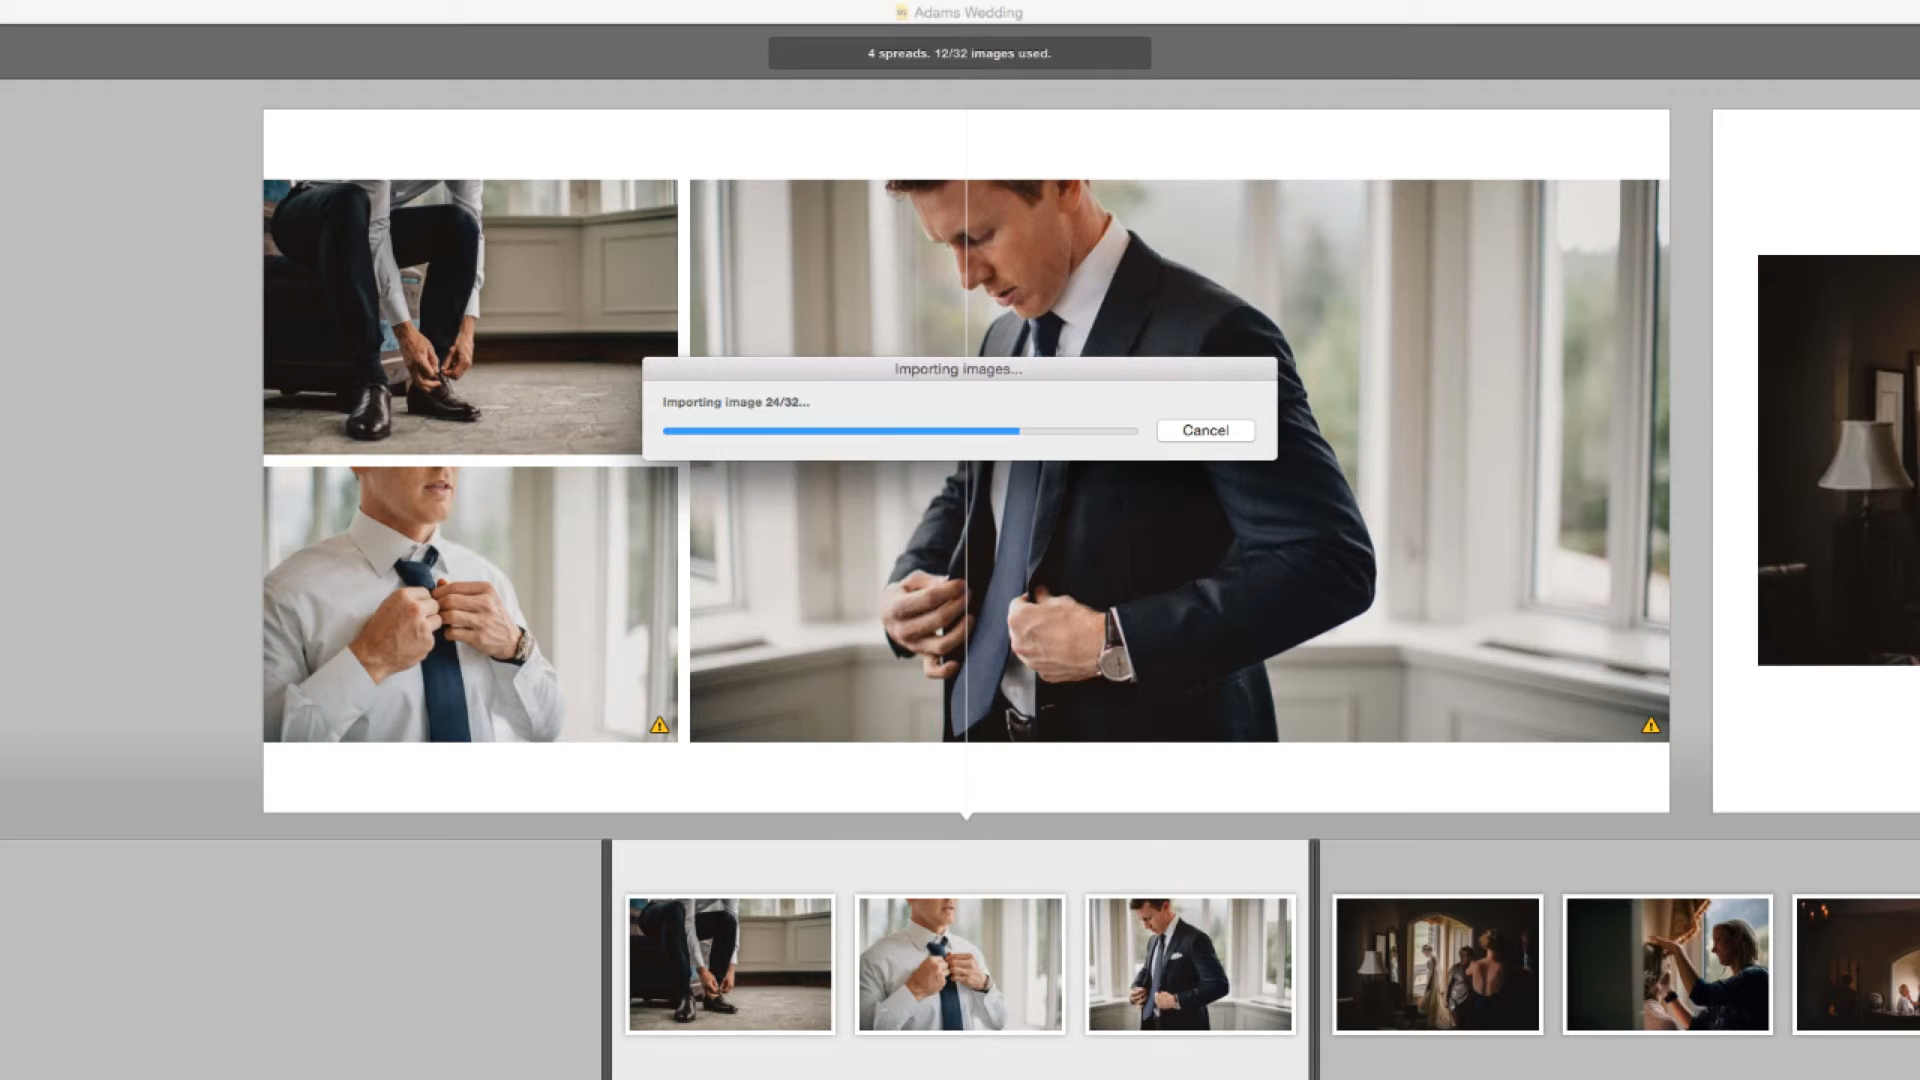 Adams Wedding
4 spreads. 12/32 images used.
Importing images...
Importing image 24/32...
Cancel